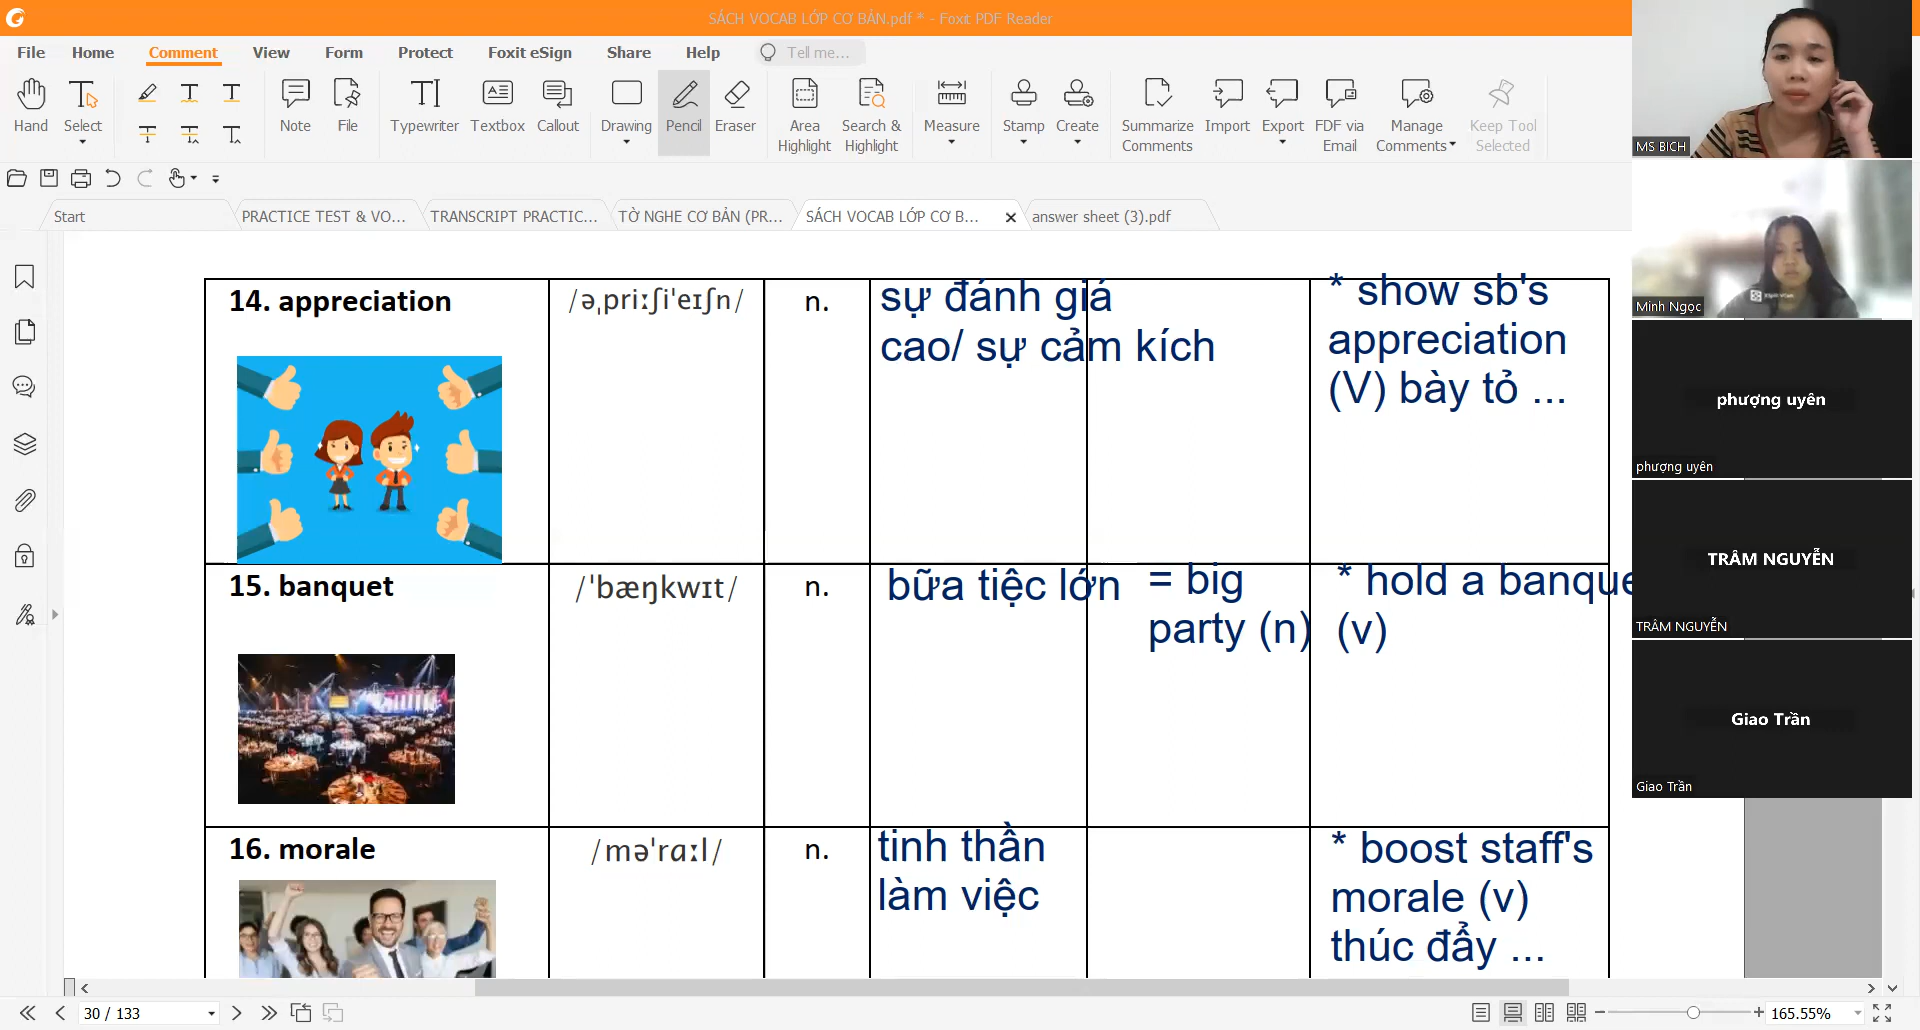 SÁCH VOCAB LỚP CƠ BẢN.pdf * - Foxit PDF Reader
File Home Comment View Form Protect Foxit eSign Share Help Tell me...
Hand Select Note File Typewriter Textbox Callout Drawing Pencil Eraser Area Highlight Search & Highlight Measure Stamp Create Summarize Comments Import Export FDF via Email Manage Comments Keep Tool Selected
Start PRACTICE TEST & VO... TRANSCRIPT PRACTIC... TỜ NGHE CƠ BẢN (PR... SÁCH VOCAB LỚP CƠ B... answer sheet (3).pdf
14. appreciation /əˌpriːʃiˈeɪʃn/ n. sự đánh giá
cao/ sự cảm kích
* show sb's
appreciation
(V) bày tỏ ...
15. banquet /ˈbæŋkwɪt/ n. bữa tiệc lớn
= big
party (n)
* hold a banque
(v)
16. morale /məˈrɑːl/ n. tinh thần
làm việc
* boost staff's
morale (v)
thúc đẩy ...
MS BICH
Minh Ngọc
phượng uyên
phượng uyên
TRÂM NGUYỄN
TRÂM NGUYỄN
Giao Trần
Giao Trần
30 / 133
165.55%